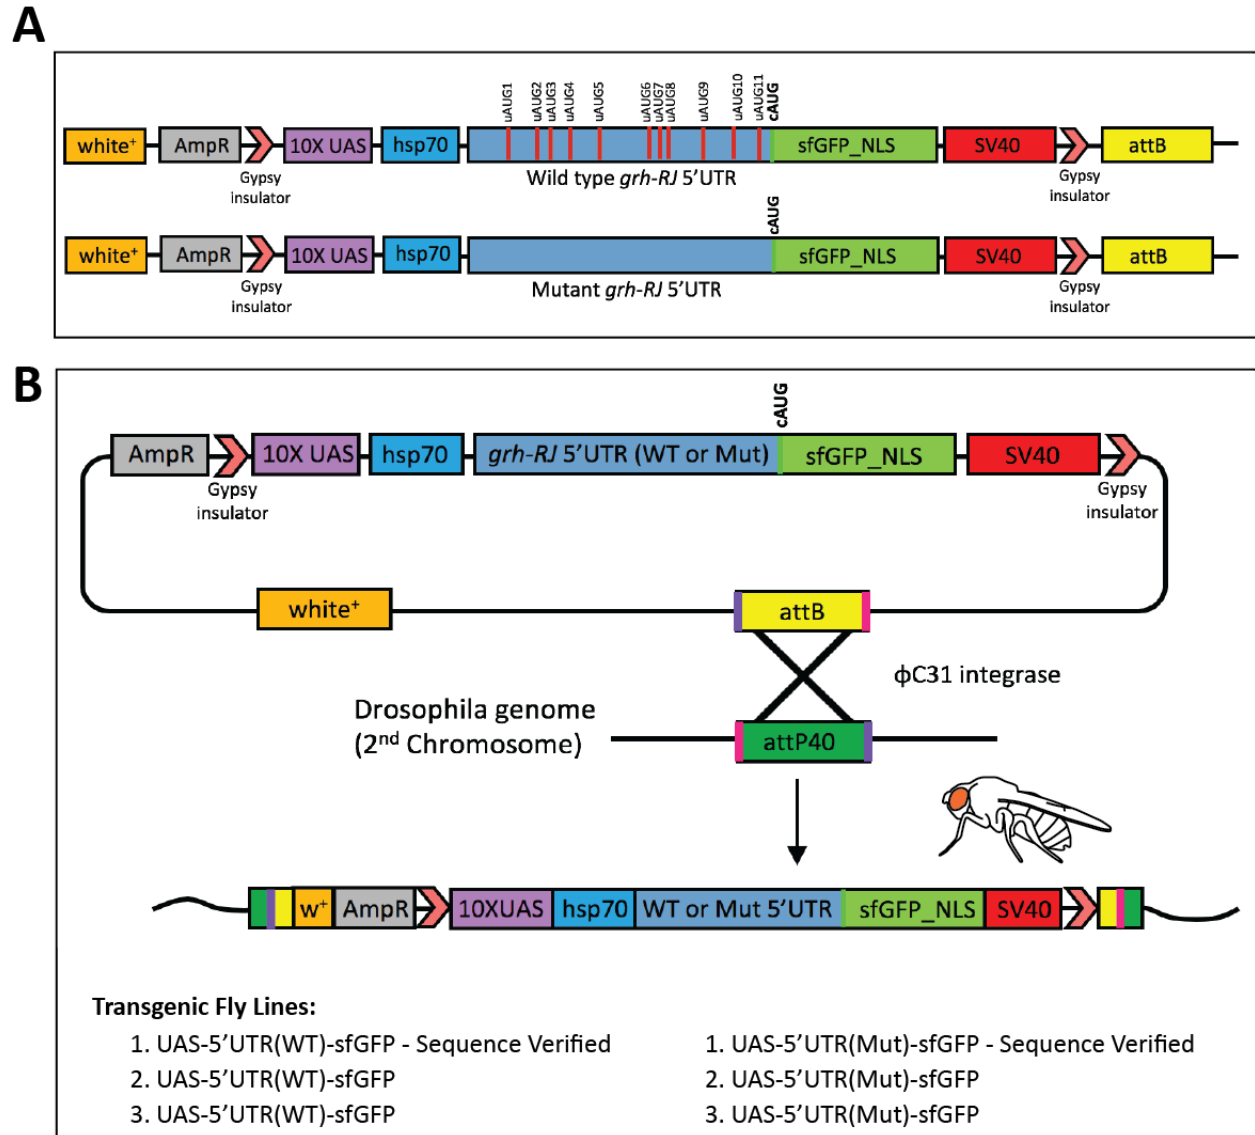 A
uAUG1 uAUG2 uAUG3 uAUG4 uAUG5 uAUG6 uAUG7 uAUG8 uAUG9 uAUG10 uAUG11 cAUG
white⁺ AmpR 10X UAS hsp70 sfGFP_NLS SV40 attB
Gypsy
insulator
Wild type grh-RJ 5’UTR
Gypsy
insulator
cAUG
white⁺ AmpR 10X UAS hsp70 sfGFP_NLS SV40 attB
Gypsy
insulator
Mutant grh-RJ 5’UTR
Gypsy
insulator
B
cAUG
AmpR 10X UAS hsp70 grh-RJ 5’UTR (WT or Mut) sfGFP_NLS SV40
Gypsy
insulator
Gypsy
insulator
white⁺ attB
ϕC31 integrase
Drosophila genome
(2nd Chromosome)
attP40
w⁺ AmpR 10XUAS hsp70 WT or Mut 5’UTR sfGFP_NLS SV40
Transgenic Fly Lines:
1. UAS-5’UTR(WT)-sfGFP - Sequence Verified
2. UAS-5’UTR(WT)-sfGFP
3. UAS-5’UTR(WT)-sfGFP
1. UAS-5’UTR(Mut)-sfGFP - Sequence Verified
2. UAS-5’UTR(Mut)-sfGFP
3. UAS-5’UTR(Mut)-sfGFP